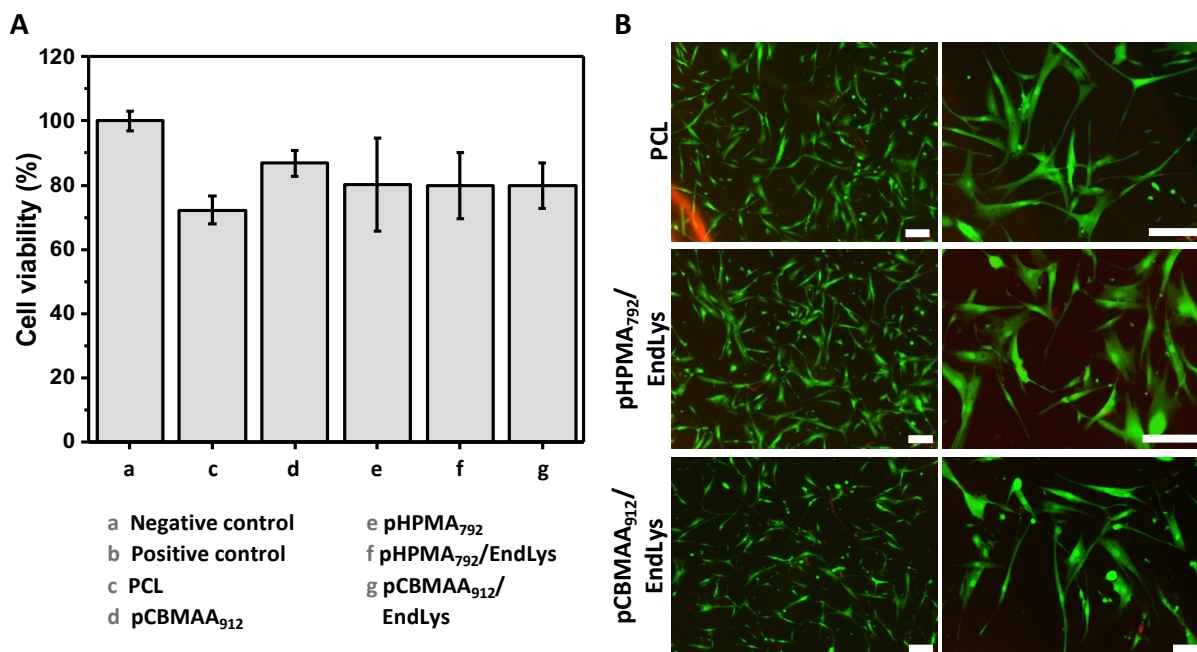 A
B
Cell viability (%)
120
100
80
60
40
20
0
a c d e f g
a Negative control
b Positive control
c PCL
d pCBMAA912
e pHPMA792
f pHPMA792/EndLys
g pCBMAA912/
EndLys
PCL
pHPMA792/
EndLys
pCBMAA912/
EndLys